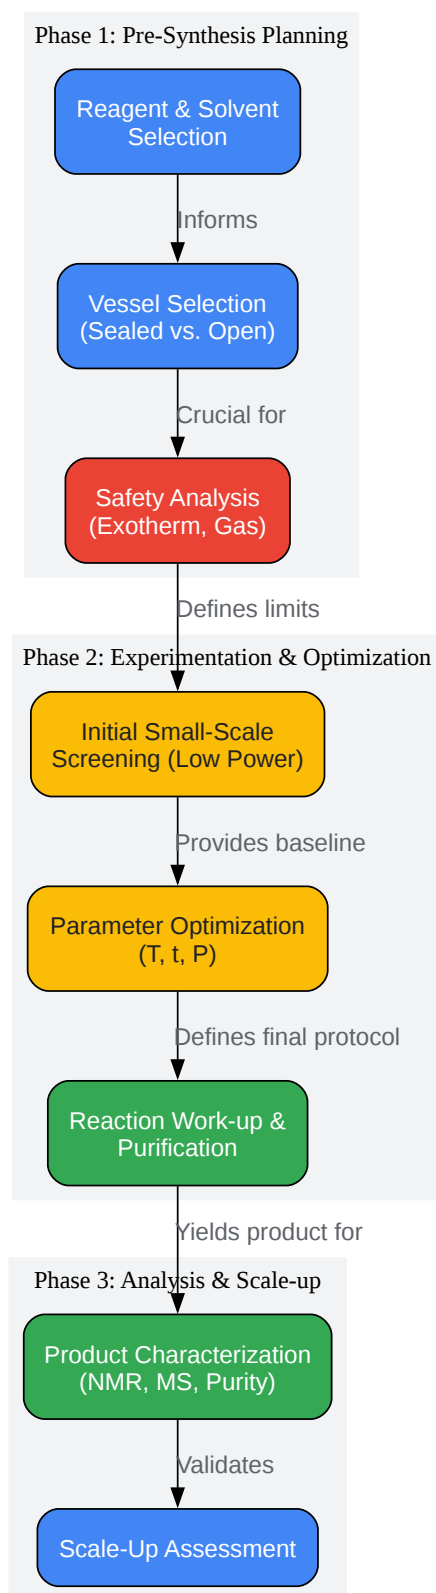 Phase 1: Pre-Synthesis Planning
Reagent & Solvent
Selection
Informs
Vessel Selection
(Sealed vs. Open)
Crucial for
Safety Analysis
(Exotherm, Gas)
Defines limits
Phase 2: Experimentation & Optimization
Initial Small-Scale
Screening (Low Power)
Provides baseline
Parameter Optimization
(T, t, P)
Defines final protocol
Reaction Work-up &
Purification
Yields product for
Phase 3: Analysis & Scale-up
Product Characterization
(NMR, MS, Purity)
Validates
Scale-Up Assessment